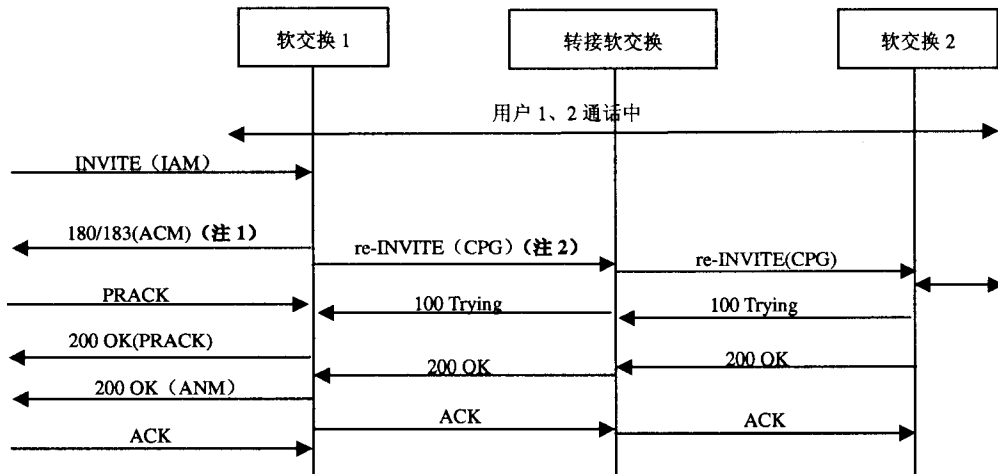 软交换 1
转接软交换
软交换 2
用户 1、2 通话中
INVITE（IAM）
180/183(ACM)（注 1）
re-INVITE（CPG）（注 2）
re-INVITE(CPG)
PRACK
100 Trying
100 Trying
200 OK(PRACK)
200 OK
200 OK
200 OK（ANM）
ACK
ACK
ACK